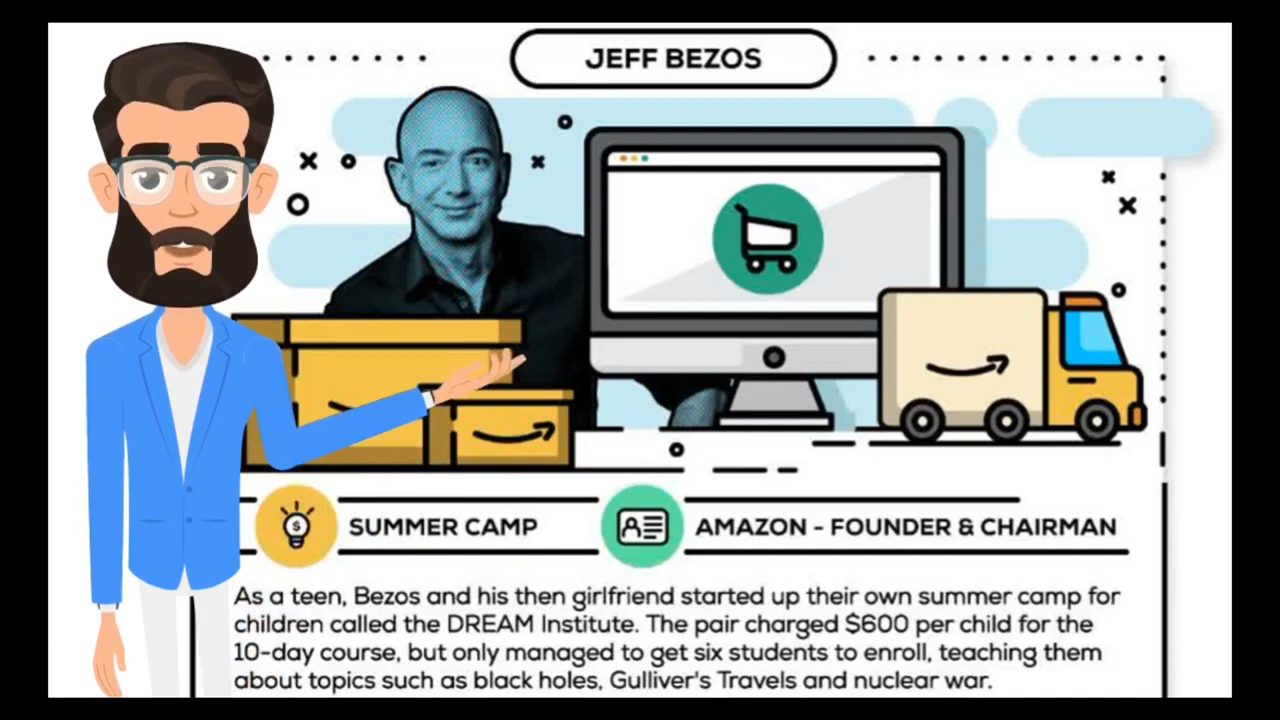 JEFF BEZOS
SUMMER CAMP
AMAZON - FOUNDER & CHAIRMAN
As a teen, Bezos and his then girlfriend started up their own summer camp for
children called the DREAM Institute. The pair charged $600 per child for the
10-day course, but only managed to get six students to enroll, teaching them
about topics such as black holes, Gulliver's Travels and nuclear war.